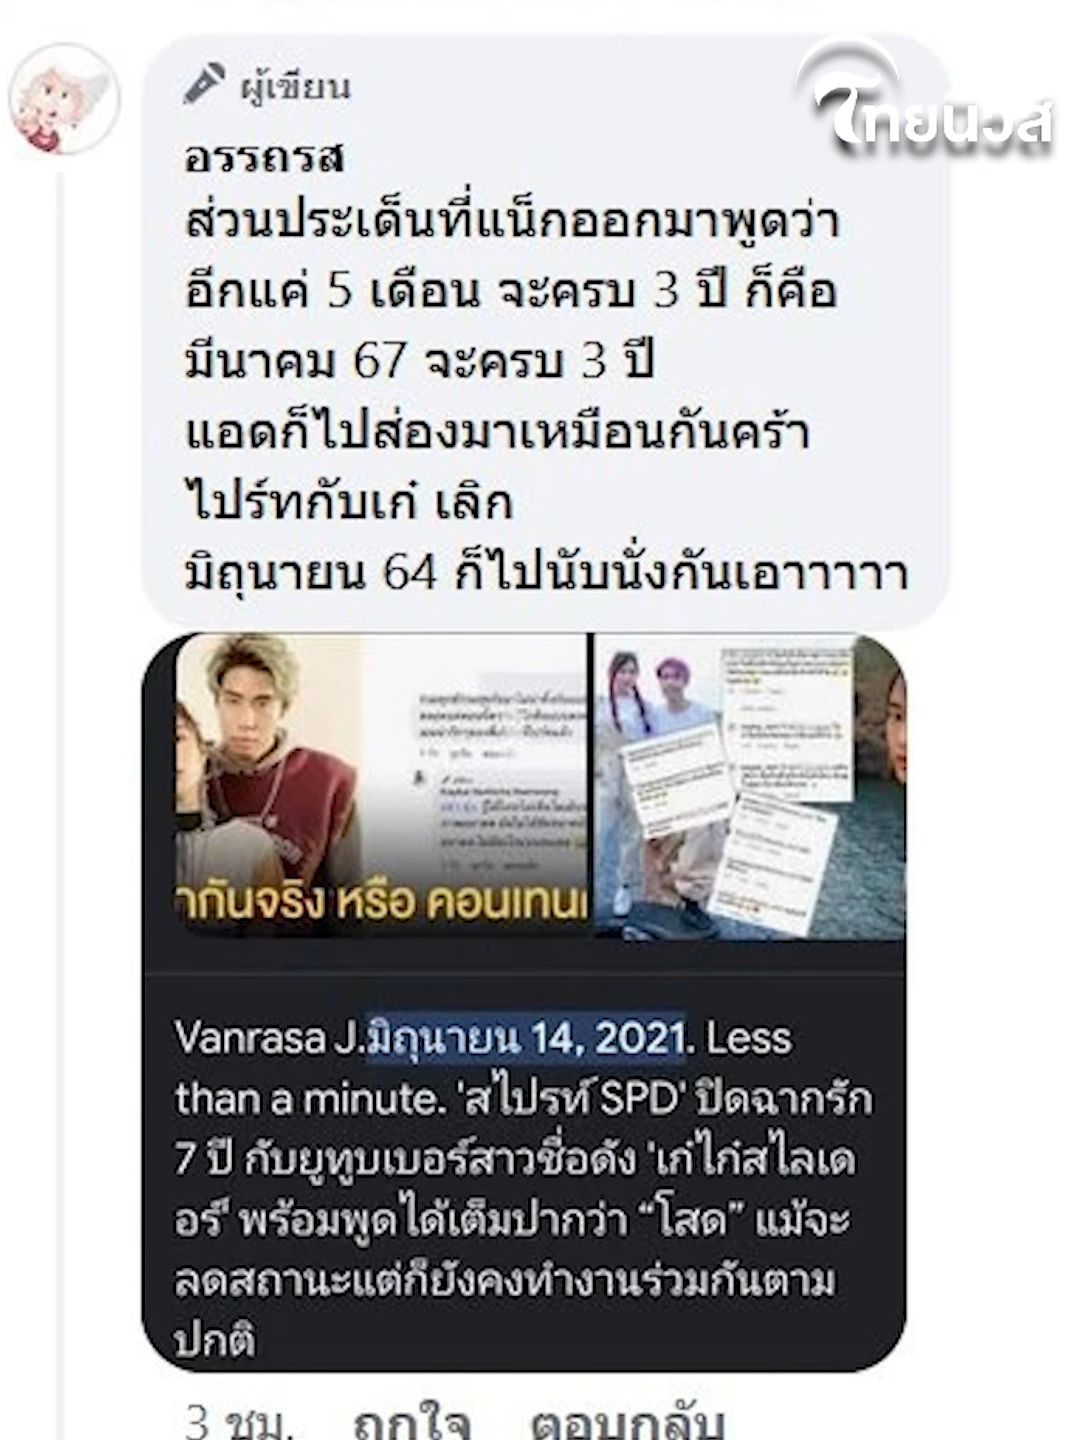 ไทยนิวส์
ผู้เขียน
อรรถรส
ส่วนประเด็นที่แน็กออกมาพูดว่า
อีกแค่ 5 เดือน จะครบ 3 ปี ก็คือ
มีนาคม 67 จะครบ 3 ปี
แอดก็ไปส่องมาเหมือนกันคร้า
ไปร์ทกับเก๋ เลิก
มิถุนายน 64 ก็ไปนับนั่งกันเอาาาาา
ากันจริง หรือ คอนเทน
Vanrasa J.มิถุนายน 14, 2021. Less
than a minute. 'สไปรท์ SPD' ปิดฉากรัก
7 ปี กับยูทูบเบอร์สาวชื่อดัง 'เก๋ไก๋สไลเด
อร์' พร้อมพูดได้เต็มปากว่า “โสด” แม้จะ
ลดสถานะแต่ก็ยังคงทำงานร่วมกันตาม
ปกติ
3 ชม. ถูกใจ ตอบกลับ